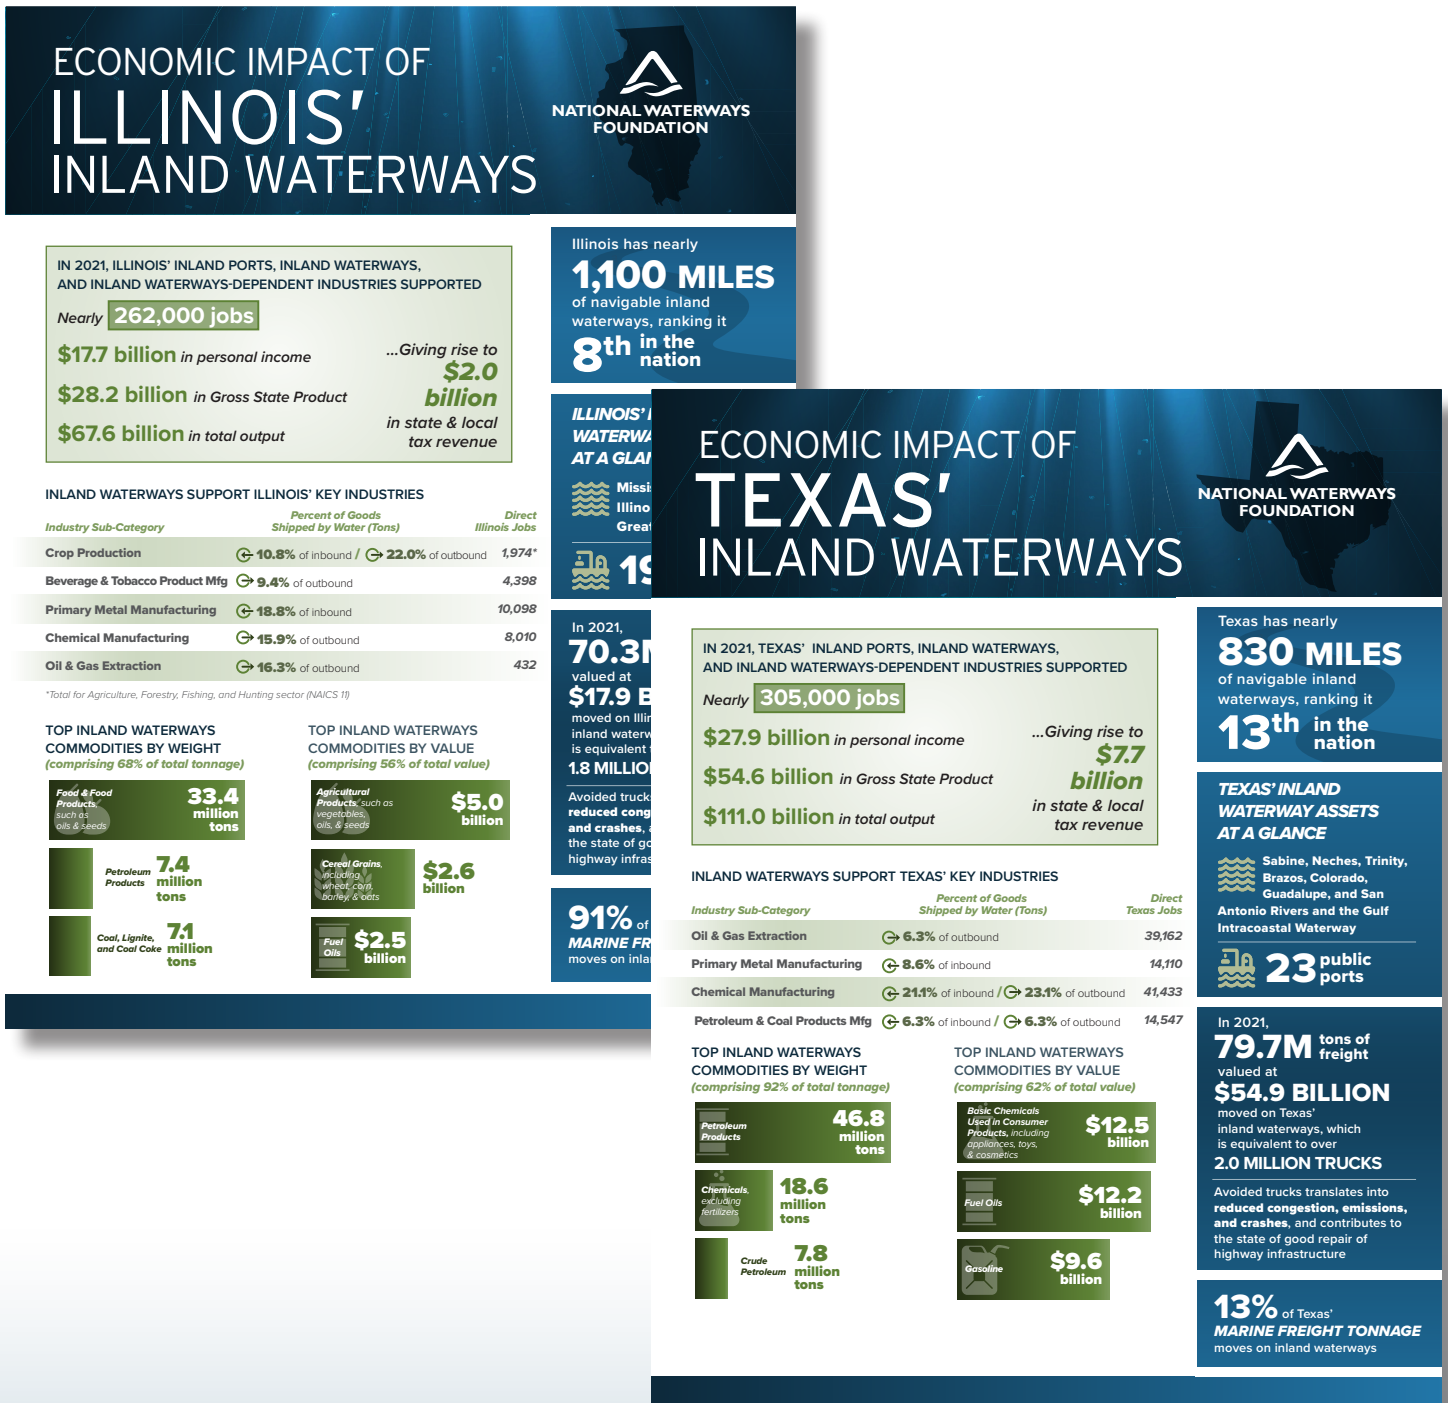 ECONOMIC IMPACT OF
ILLINOIS'
INLAND WATERWAYS
NATIONAL WATERWAYS
FOUNDATION
IN 2021, ILLINOIS' INLAND PORTS, INLAND WATERWAYS,
AND INLAND WATERWAYS-DEPENDENT INDUSTRIES SUPPORTED
Nearly 262,000 jobs
$17.7 billion in personal income
$28.2 billion in Gross State Product
$67.6 billion in total output
...Giving rise to
$2.0
billion
in state & local
tax revenue
INLAND WATERWAYS SUPPORT ILLINOIS' KEY INDUSTRIES
Industry Sub-Category
Percent of Goods
Shipped by Water (Tons)
Direct
Illinois Jobs
Crop Production 10.8% of inbound / 22.0% of outbound 1,974*
Beverage & Tobacco Product Mfg 9.4% of outbound 4,398
Primary Metal Manufacturing 18.8% of inbound 10,098
Chemical Manufacturing 15.9% of outbound 8,010
Oil & Gas Extraction 16.3% of outbound 432
*Total for Agriculture, Forestry, Fishing, and Hunting sector (NAICS 11)
TOP INLAND WATERWAYS
COMMODITIES BY WEIGHT
(comprising 68% of total tonnage)
Food & Food
Products,
such as
oils & seeds
33.4
million
tons
Petroleum
Products
7.4
million
tons
Coal, Lignite,
and Coal Coke
7.1
million
tons
TOP INLAND WATERWAYS
COMMODITIES BY VALUE
(comprising 56% of total value)
Agricultural
Products, such as
vegetables,
oils, & seeds
$5.0
billion
Cereal Grains,
including
wheat, corn,
barley, & oats
$2.6
billion
Fuel
Oils
$2.5
billion
Illinois has nearly
1,100 MILES
of navigable inland
waterways, ranking it
8th in the
nation
ILLINOIS'
AT A
In 2021,
70.3
valued at
$17.9
moved on
inland
is equivalent
1.8
Avoided
reduced
and crashes,
the state of
highway
91% of
MARINE
moves on
ECONOMIC IMPACT OF
TEXAS'
INLAND WATERWAYS
NATIONAL WATERWAYS
FOUNDATION
IN 2021, TEXAS' INLAND PORTS, INLAND WATERWAYS,
AND INLAND WATERWAYS-DEPENDENT INDUSTRIES SUPPORTED
Nearly 305,000 jobs
$27.9 billion in personal income
$54.6 billion in Gross State Product
$111.0 billion in total output
...Giving rise to
$7.7
billion
in state & local
tax revenue
INLAND WATERWAYS SUPPORT TEXAS' KEY INDUSTRIES
Industry Sub-Category
Percent of Goods
Shipped by Water (Tons)
Direct
Texas Jobs
Oil & Gas Extraction 6.3% of outbound 39,162
Primary Metal Manufacturing 8.6% of inbound 14,110
Chemical Manufacturing 21.1% of inbound / 23.1% of outbound 41,433
Petroleum & Coal Products Mfg 6.3% of inbound / 6.3% of outbound 14,547
TOP INLAND WATERWAYS
COMMODITIES BY WEIGHT
(comprising 92% of total tonnage)
Petroleum
Products
46.8
million
tons
Chemicals,
excluding
fertilizers
18.6
million
tons
Crude
Petroleum
7.8
million
tons
TOP INLAND WATERWAYS
COMMODITIES BY VALUE
(comprising 62% of total value)
Basic Chemicals
Used in Consumer
Products, including
appliances, toys,
& cosmetics
$12.5
billion
Fuel Oils
$12.2
billion
Gasoline
$9.6
billion
Texas has nearly
830 MILES
of navigable inland
waterways, ranking it
13th in the
nation
TEXAS' INLAND
WATERWAY ASSETS
AT A GLANCE
Sabine, Neches, Trinity,
Brazos, Colorado,
Guadalupe, and San
Antonio Rivers and the Gulf
Intracoastal Waterway
23 public
ports
In 2021,
79.7M tons of
freight
valued at
$54.9 BILLION
moved on Texas'
inland waterways, which
is equivalent to over
2.0 MILLION TRUCKS
Avoided trucks translates into
reduced congestion, emissions,
and crashes, and contributes to
the state of good repair of
highway infrastructure
13% of Texas'
MARINE FREIGHT TONNAGE
moves on inland waterways